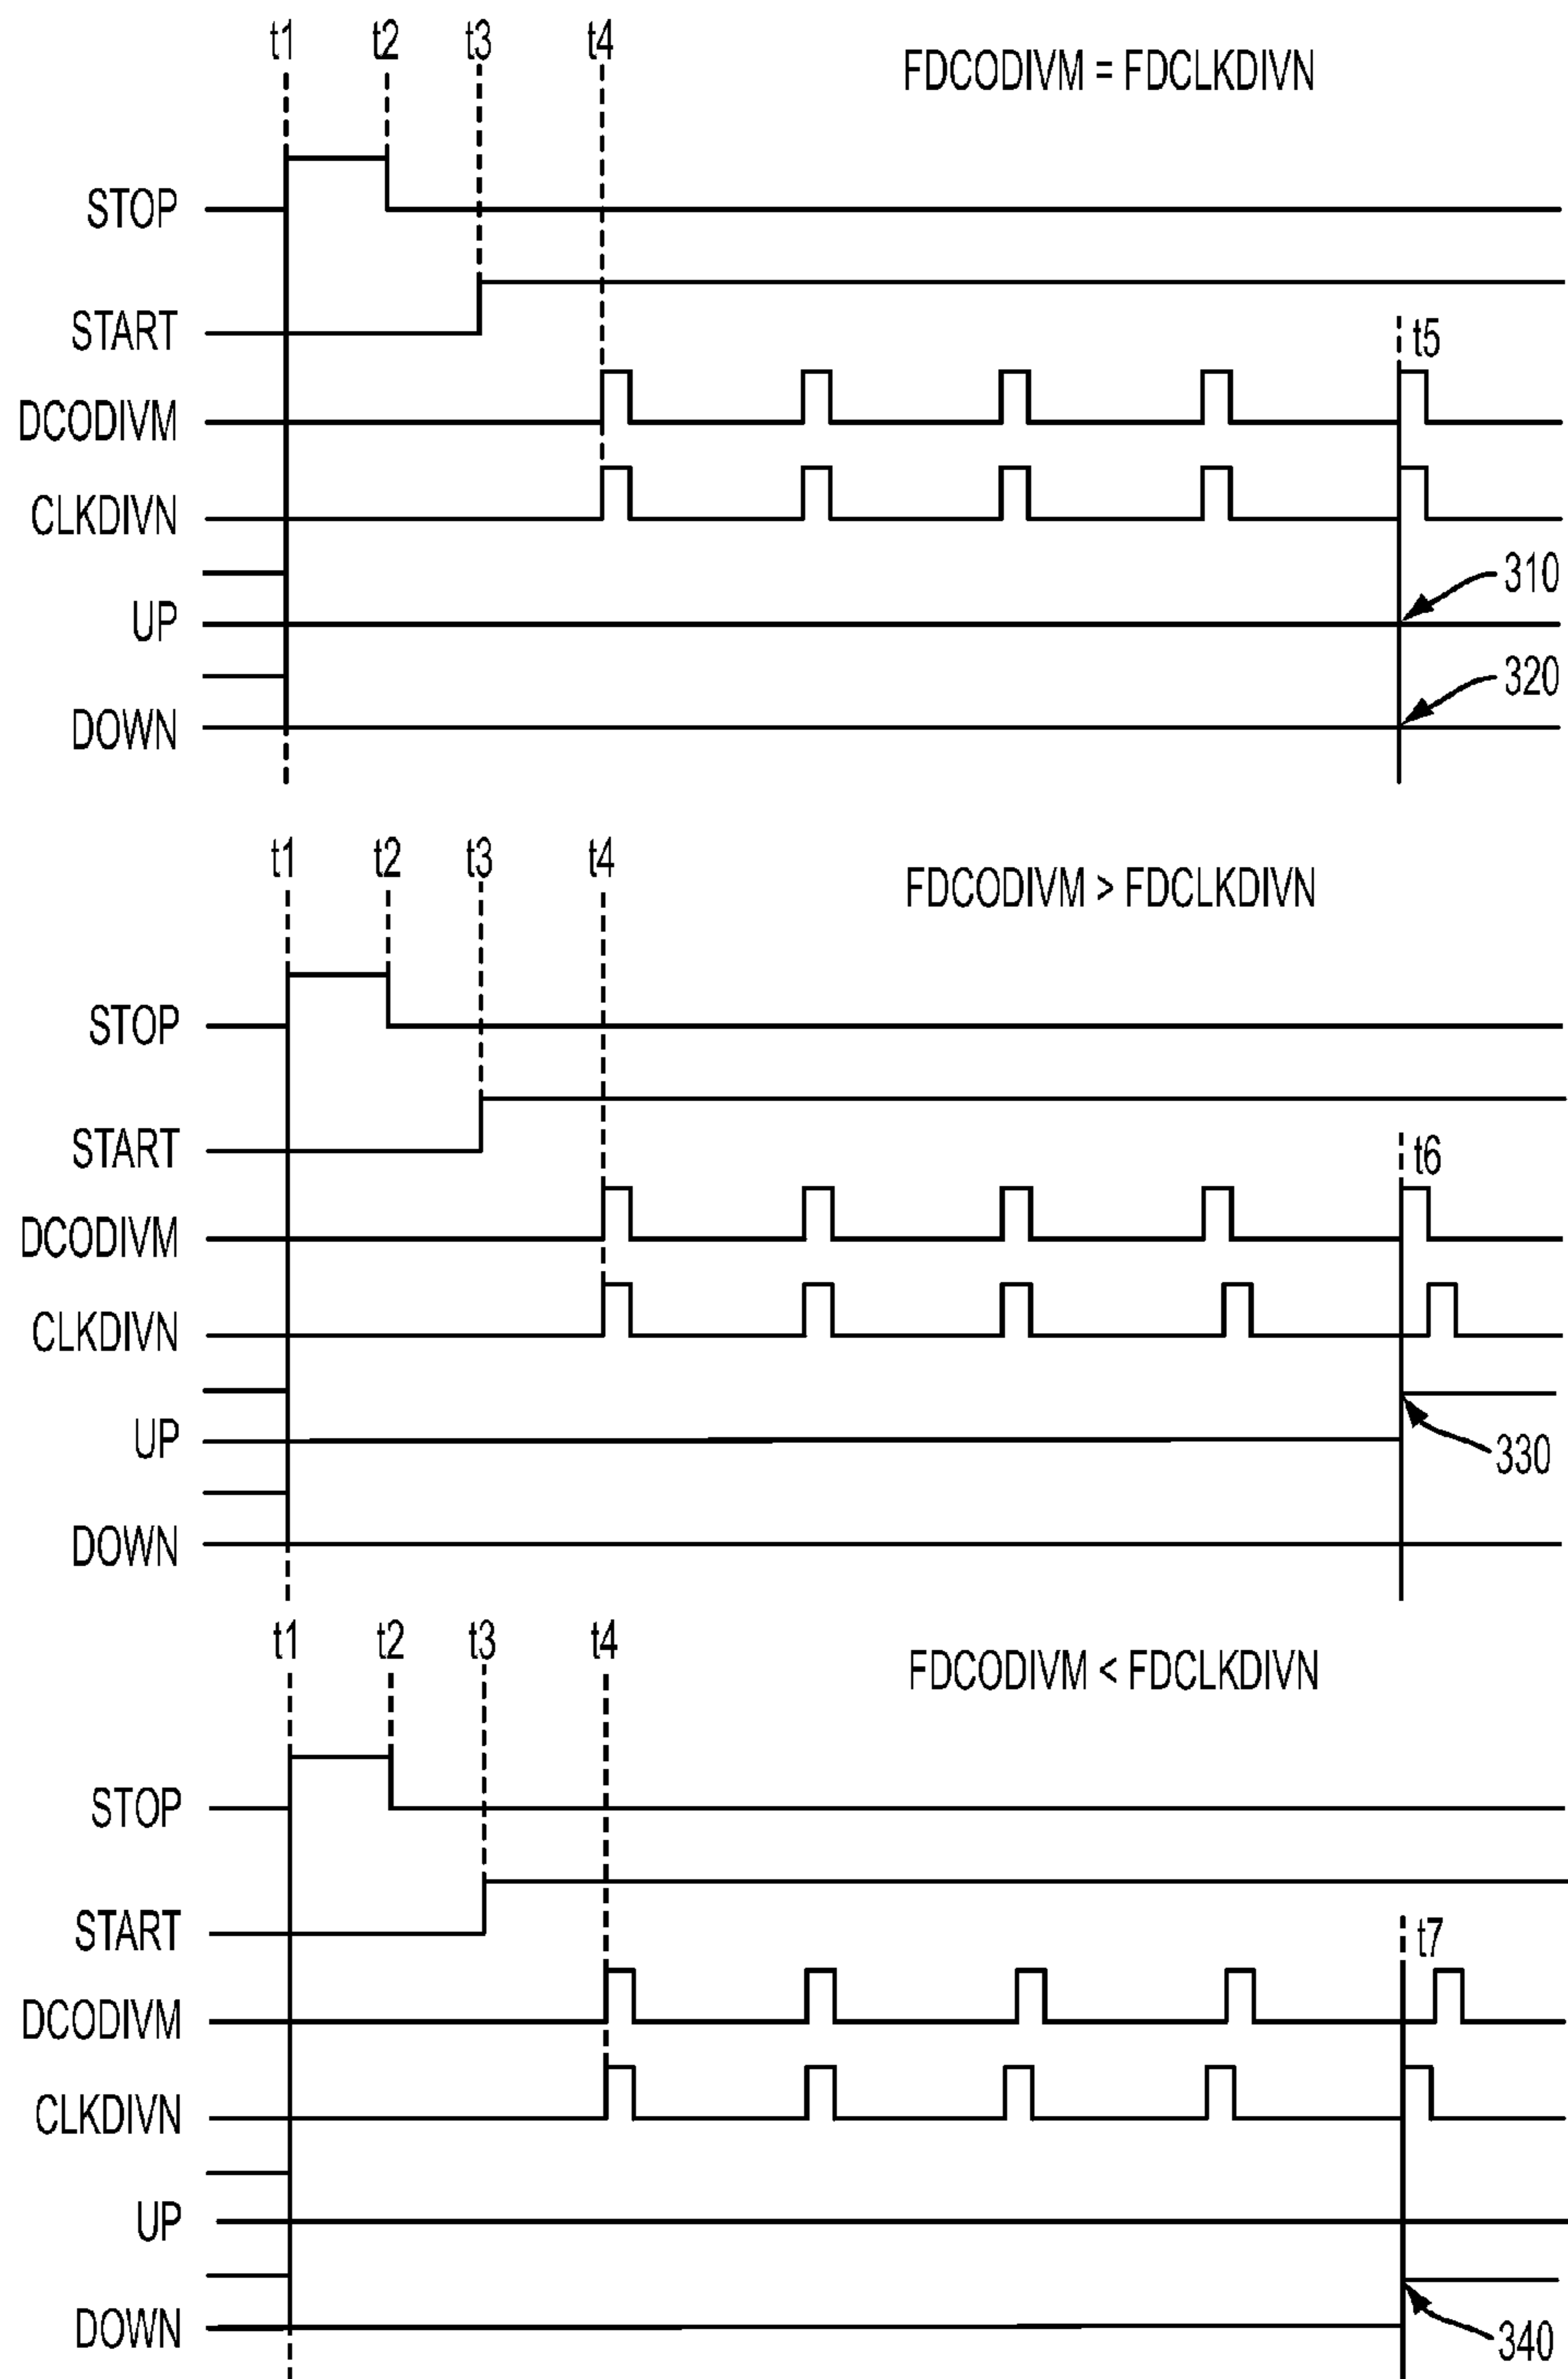 t1 t2 t3 t4 FDCODIVM = FDCLKDIVN
STOP
START
t5
DCODIVM
CLKDIVN
310
UP
320
DOWN
t1 t2 t3 t4 FDCODIVM > FDCLKDIVN
STOP
START
t6
DCODIVM
CLKDIVN
UP
330
DOWN
t1 t2 t3 t4 FDCODIVM < FDCLKDIVN
STOP
START
t7
DCODIVM
CLKDIVN
UP
DOWN
340